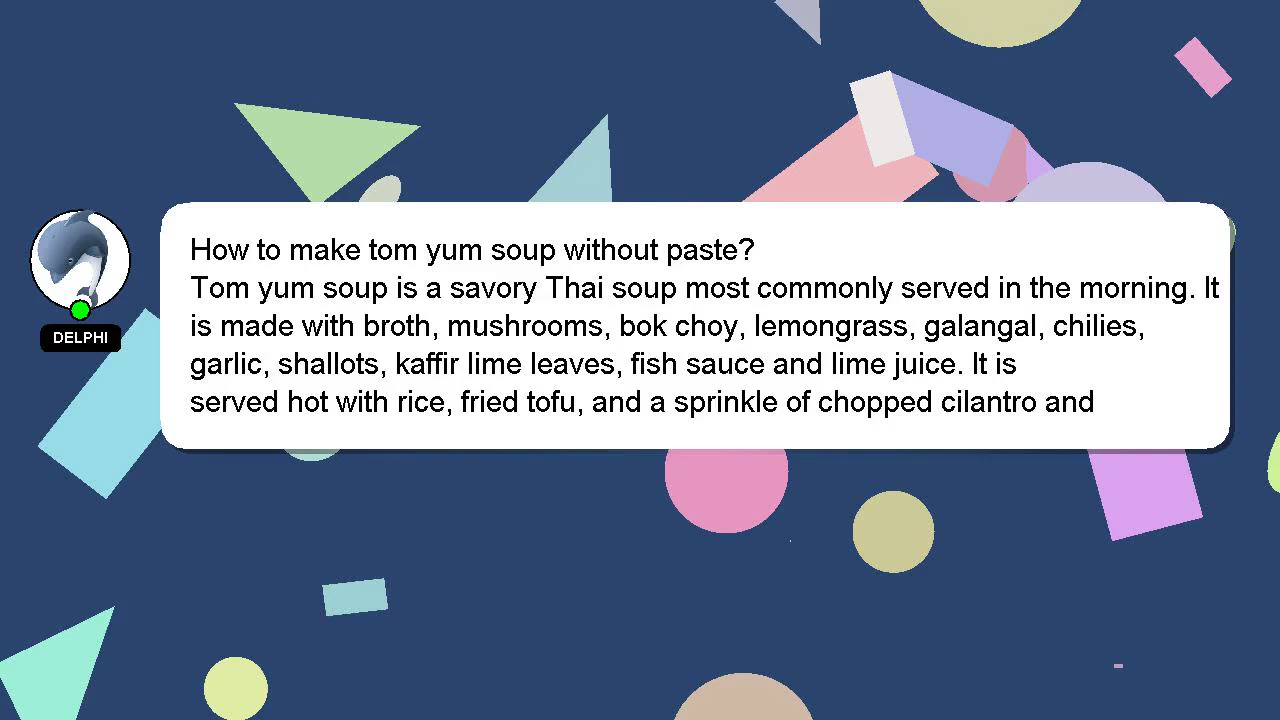 How to make tom yum soup without paste?
Tom yum soup is a savory Thai soup most commonly served in the morning. It
is made with broth, mushrooms, bok choy, lemongrass, galangal, chilies,
garlic, shallots, kaffir lime leaves, fish sauce and lime juice. It is
served hot with rice, fried tofu, and a sprinkle of chopped cilantro and
DELPHI